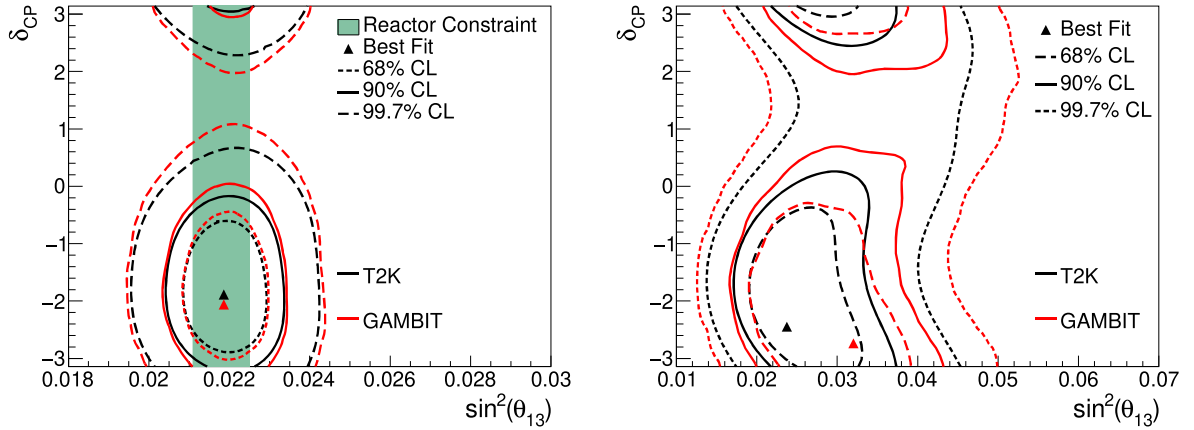 δCP
3
2
1
0
−1
−2
−3
Reactor Constraint
Best Fit
68% CL
90% CL
99.7% CL
T2K
GAMBIT
0.018 0.02 0.022 0.024 0.026 0.028 0.03
sin²(θ₁₃)
δCP
3
2
1
0
−1
−2
−3
Best Fit
68% CL
90% CL
99.7% CL
T2K
GAMBIT
0.01 0.02 0.03 0.04 0.05 0.06 0.07
sin²(θ₁₃)